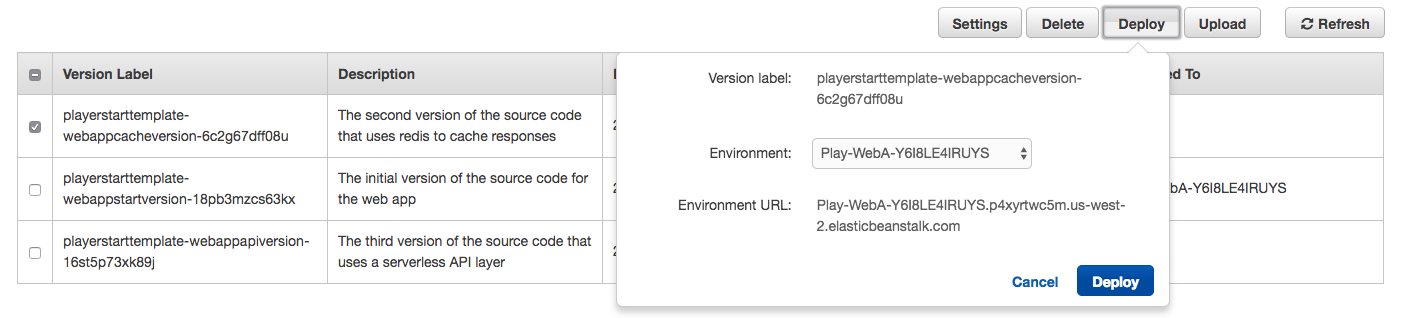 Settings
Delete
Deploy
Upload
Refresh
Version Label
Description
ed To
playerstarttemplate-
webappcacheversion-6c2g67dff08u
The second version of the source code
that uses redis to cache responses
2
playerstarttemplate-
webappstartversion-18pb3mzcs63kx
The initial version of the source code for
the web app
2
bA-Y6I8LE4IRUYS
playerstarttemplate-webappapiversion-
16st5p73xk89j
The third version of the source code that
uses a serverless API layer
2
Version label:
playerstarttemplate-webappcacheversion-
6c2g67dff08u
Environment:
Play-WebA-Y6I8LE4IRUYS
Environment URL:
Play-WebA-Y6I8LE4IRUYS.p4xyrtwc5m.us-west-
2.elasticbeanstalk.com
Cancel
Deploy